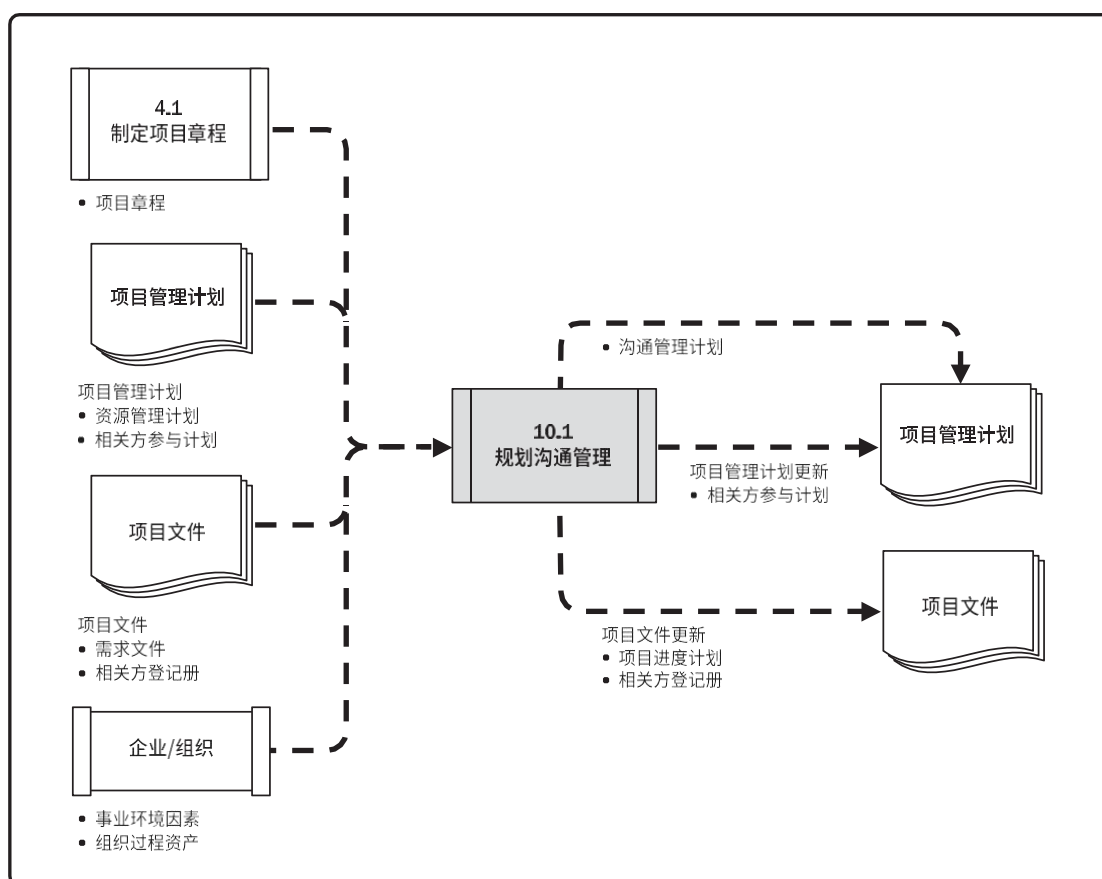 4.1
制定项目章程
• 项目章程
项目管理计划
项目管理计划
• 资源管理计划
• 相关方参与计划
项目文件
项目文件
• 需求文件
• 相关方登记册
企业/组织
• 事业环境因素
• 组织过程资产
10.1
规划沟通管理
• 沟通管理计划
项目管理计划
项目管理计划更新
• 相关方参与计划
项目文件
项目文件更新
• 项目进度计划
• 相关方登记册